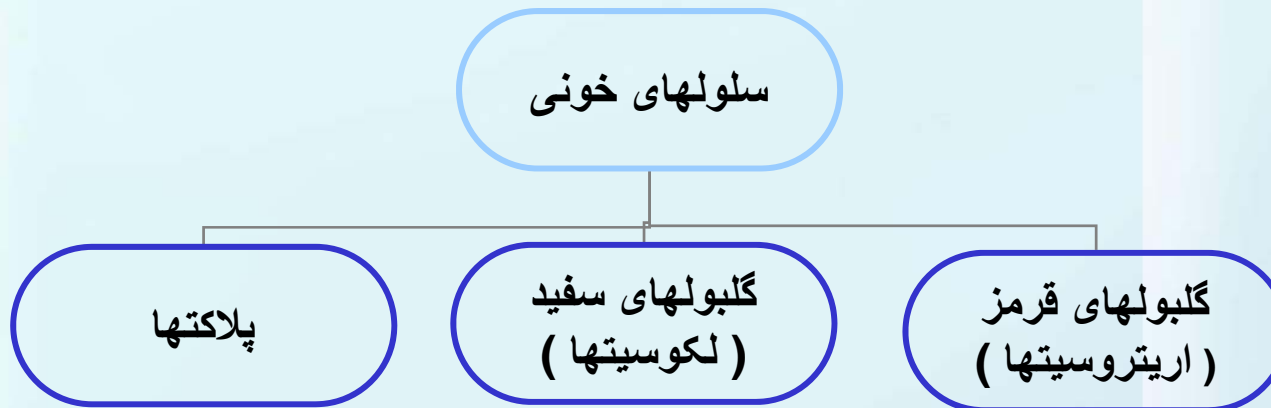 سلولهای خونی
گلبولهای قرمز
( اریتروسیتها )
گلبولهای سفید
( لکوسیتها )
پلاکتها